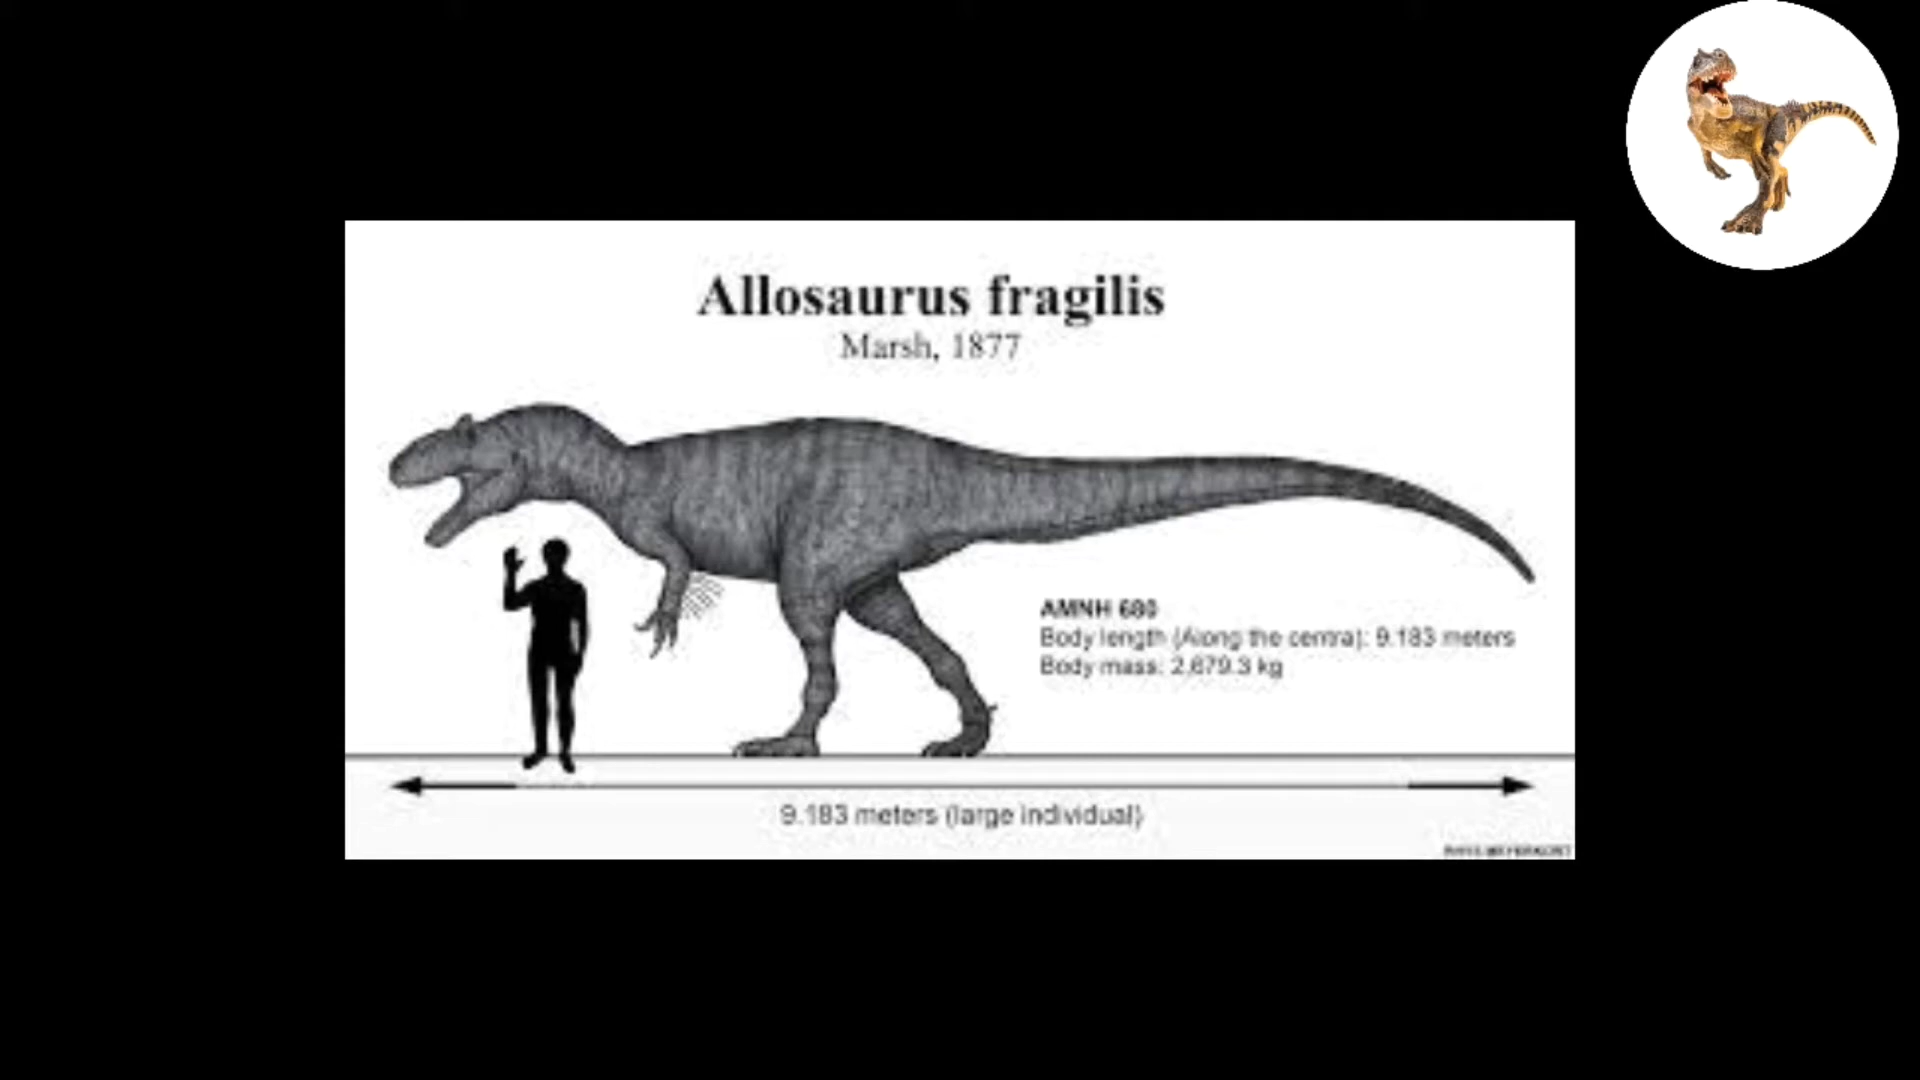 Allosaurus fragilis
Marsh, 1877
AMNH 680
Body length (Along the centra): 9.183 meters
Body mass: 2,679.3 kg
9.183 meters (large individual)